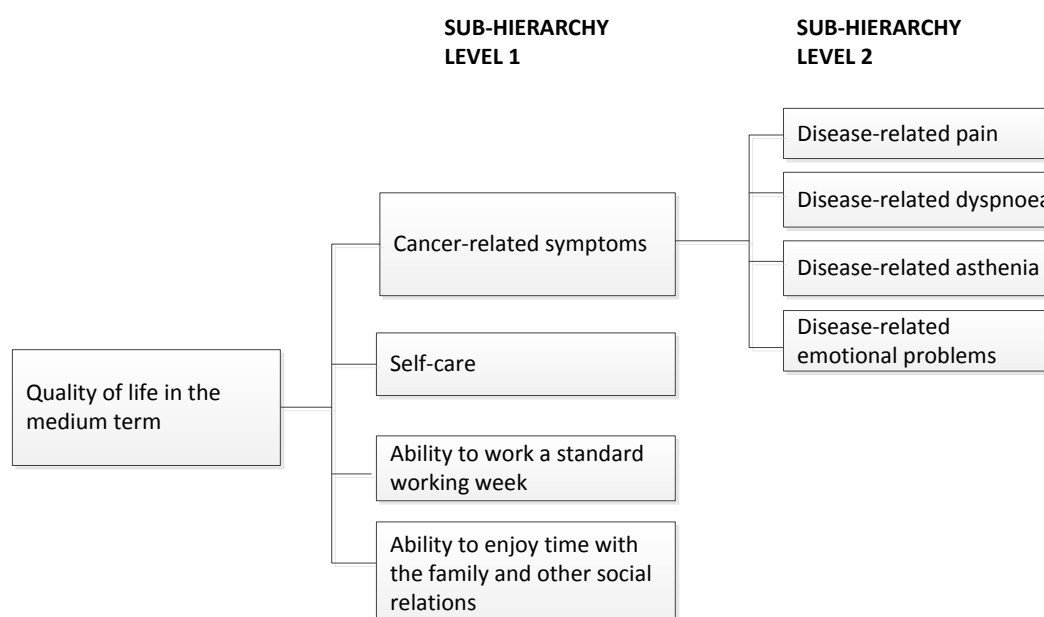 SUB-HIERARCHY
LEVEL 1
SUB-HIERARCHY
LEVEL 2
Disease-related pain
Disease-related dyspnoea
Cancer-related symptoms
Disease-related asthenia
Disease-related
emotional problems
Self-care
Quality of life in the
medium term
Ability to work a standard
working week
Ability to enjoy time with
the family and other social
relations